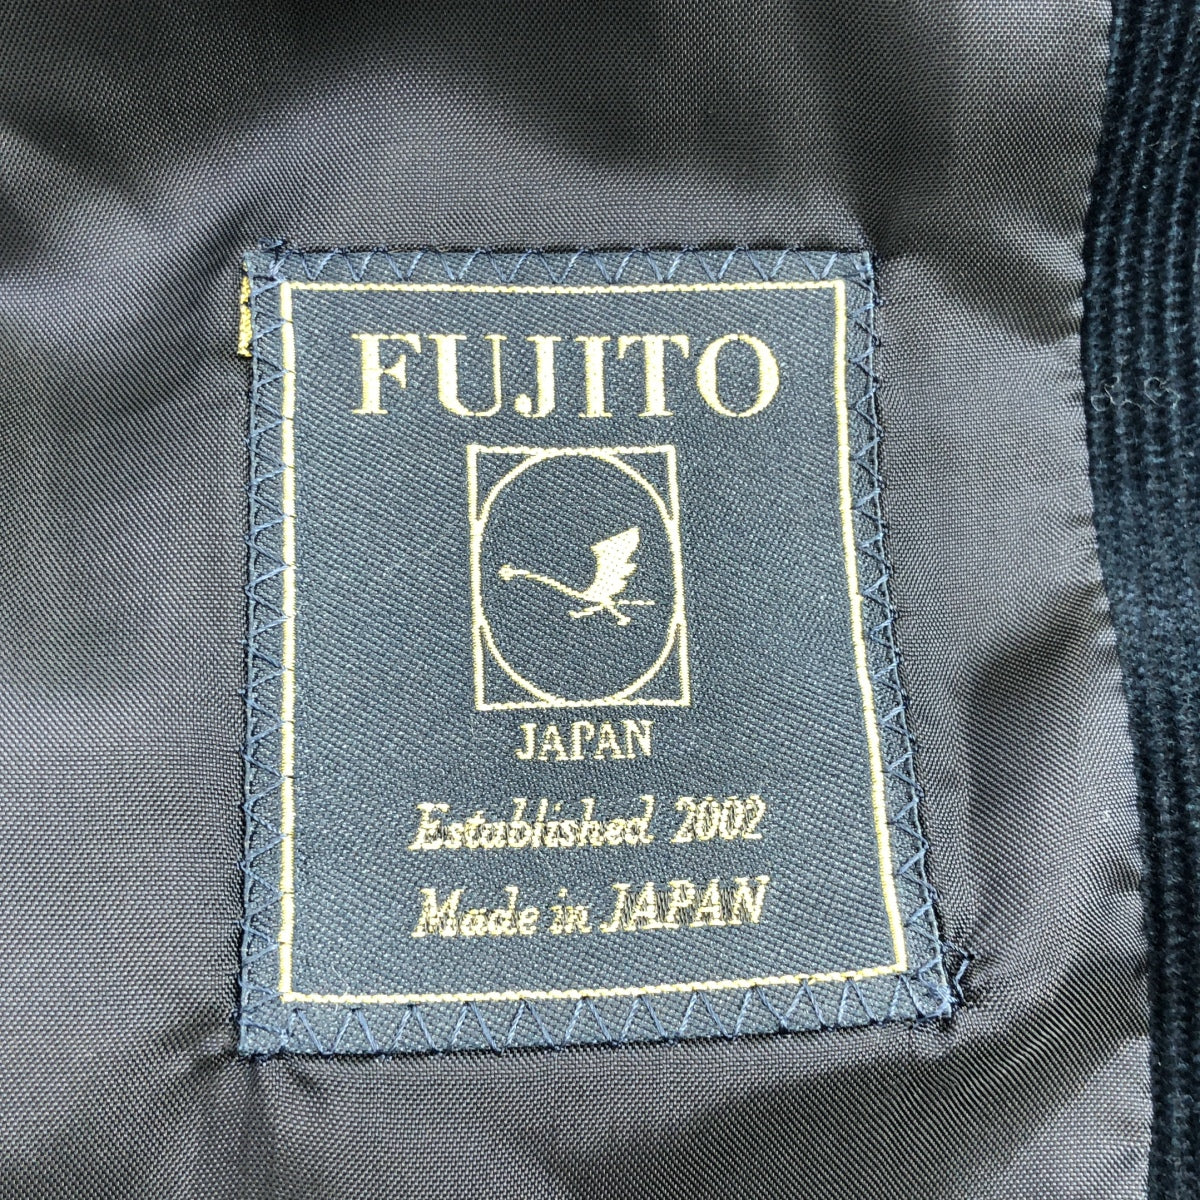 FUJITO
JAPAN
Established 2002
Made in JAPAN